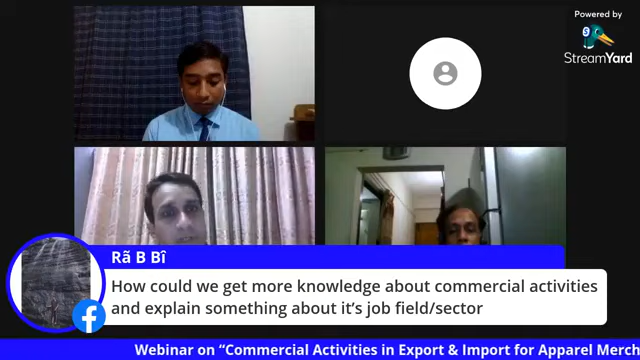 Powered by
StreamYard
Rã B Bî
How could we get more knowledge about commercial activities
and explain something about it's job field/sector
Webinar on “Commercial Activities in Export & Import for Apparel Merch